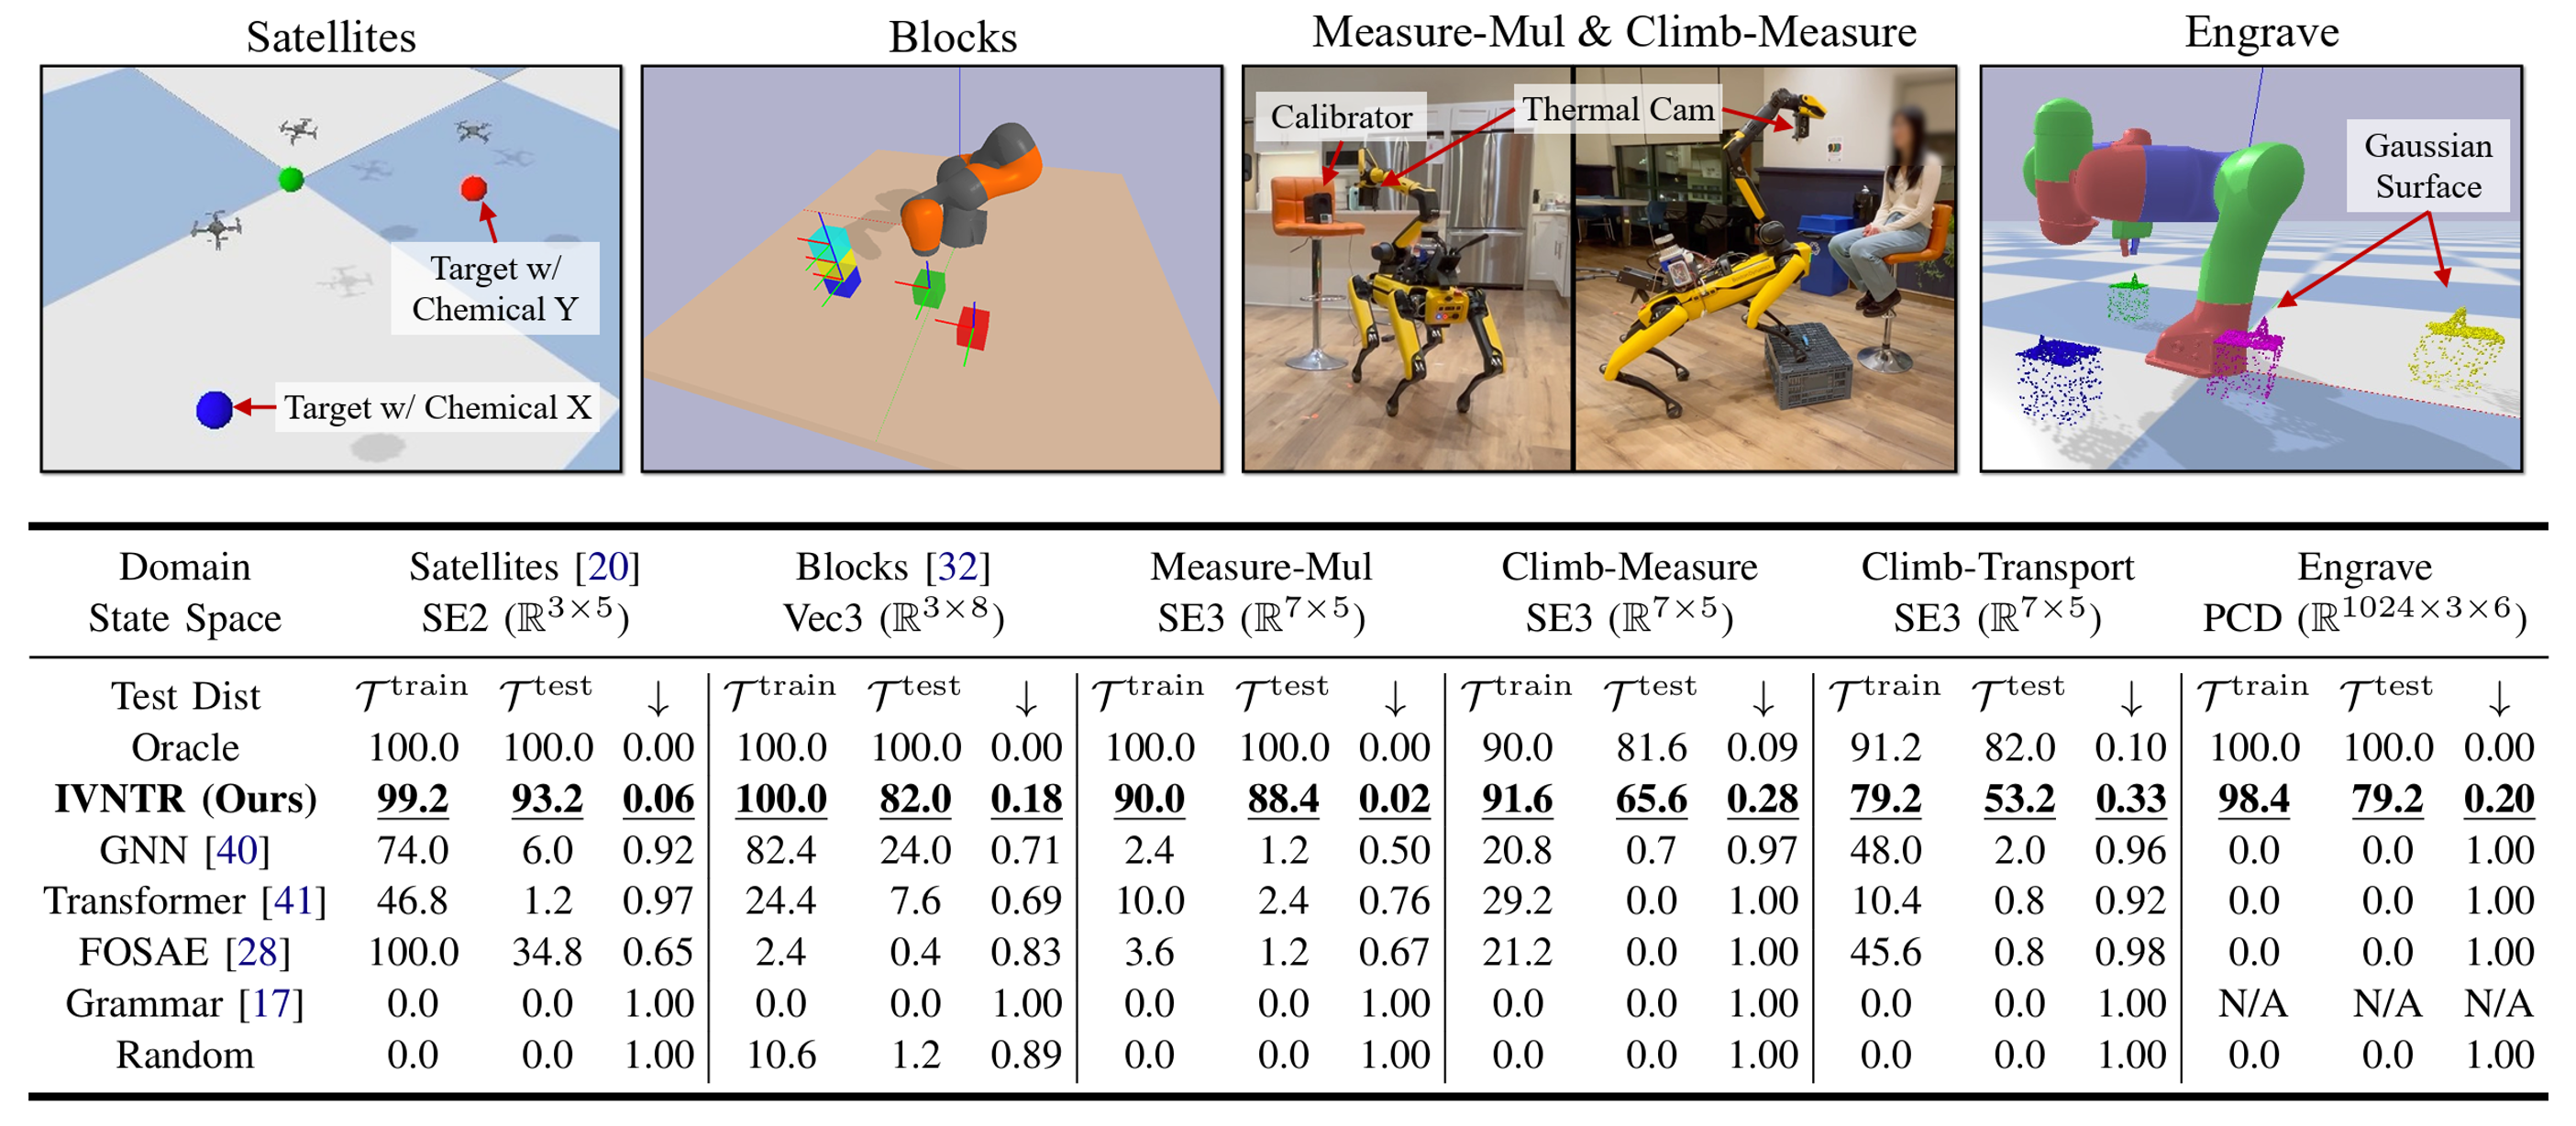 Satellites
Blocks
Measure-Mul & Climb-Measure
Engrave
Target w/
Chemical Y
Target w/ Chemical X
Calibrator
Thermal Cam
Gaussian
Surface
Domain Satellites [20] Blocks [32] Measure-Mul Climb-Measure Climb-Transport Engrave
State Space SE2 (ℝ³ˣ⁵) Vec3 (ℝ³ˣ⁸) SE3 (ℝ⁷ˣ⁵) SE3 (ℝ⁷ˣ⁵) SE3 (ℝ⁷ˣ⁵) PCD (ℝ¹⁰²⁴ˣ³ˣ⁶)
Test Dist 𝒯^train 𝒯^test ↓ 𝒯^train 𝒯^test ↓ 𝒯^train 𝒯^test ↓ 𝒯^train 𝒯^test ↓ 𝒯^train 𝒯^test ↓ 𝒯^train 𝒯^test ↓
Oracle 100.0 100.0 0.00 100.0 100.0 0.00 100.0 100.0 0.00 90.0 81.6 0.09 91.2 82.0 0.10 100.0 100.0 0.00
IVNTR (Ours) 99.2 93.2 0.06 100.0 82.0 0.18 90.0 88.4 0.02 91.6 65.6 0.28 79.2 53.2 0.33 98.4 79.2 0.20
GNN [40] 74.0 6.0 0.92 82.4 24.0 0.71 2.4 1.2 0.50 20.8 0.7 0.97 48.0 2.0 0.96 0.0 0.0 1.00
Transformer [41] 46.8 1.2 0.97 24.4 7.6 0.69 10.0 2.4 0.76 29.2 0.0 1.00 10.4 0.8 0.92 0.0 0.0 1.00
FOSAE [28] 100.0 34.8 0.65 2.4 0.4 0.83 3.6 1.2 0.67 21.2 0.0 1.00 45.6 0.8 0.98 0.0 0.0 1.00
Grammar [17] 0.0 0.0 1.00 0.0 0.0 1.00 0.0 0.0 1.00 0.0 0.0 1.00 0.0 0.0 1.00 N/A N/A N/A
Random 0.0 0.0 1.00 10.6 1.2 0.89 0.0 0.0 1.00 0.0 0.0 1.00 0.0 0.0 1.00 0.0 0.0 1.00